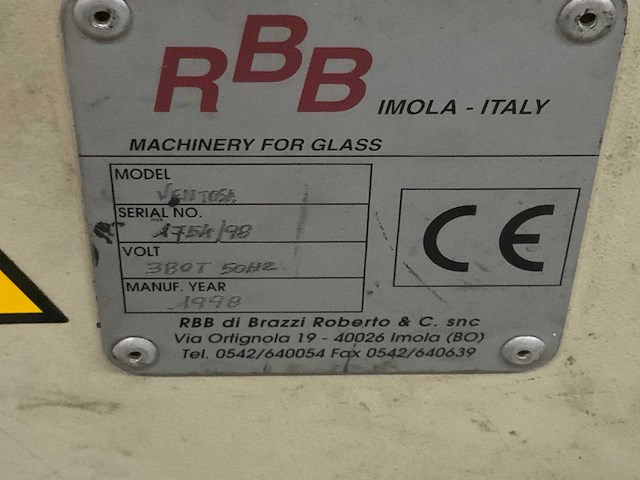 RBB IMOLA - ITALY
MACHINERY FOR GLASS
MODEL
VENTOSA
SERIAL NO.
1754/98
VOLT
380T 50HZ
MANUF. YEAR
1998
CE
RBB di Brazzi Roberto & C. snc
Via Ortignola 19 - 40026 Imola (BO)
Tel. 0542/640054 Fax 0542/640639